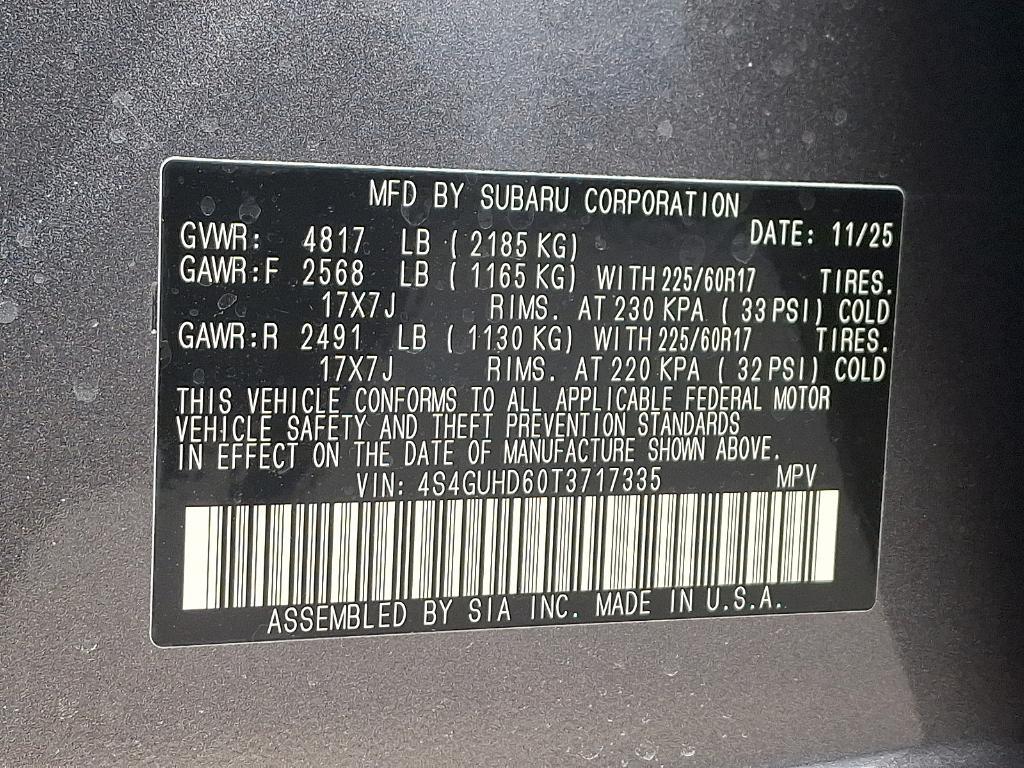 MFD BY SUBARU CORPORATION
GVWR: 4817 LB ( 2185 KG) DATE: 11/25
GAWR:F 2568 LB ( 1165 KG) WITH 225/60R17 TIRES.
17X7J RIMS. AT 230 KPA ( 33 PSI) COLD
GAWR:R 2491 LB ( 1130 KG) WITH 225/60R17 TIRES.
17X7J RIMS. AT 220 KPA ( 32 PSI) COLD
THIS VEHICLE CONFORMS TO ALL APPLICABLE FEDERAL MOTOR
VEHICLE SAFETY AND THEFT PREVENTION STANDARDS
IN EFFECT ON THE DATE OF MANUFACTURE SHOWN ABOVE.
VIN: 4S4GUHD60T3717335 MPV
ASSEMBLED BY SIA INC. MADE IN U.S.A.